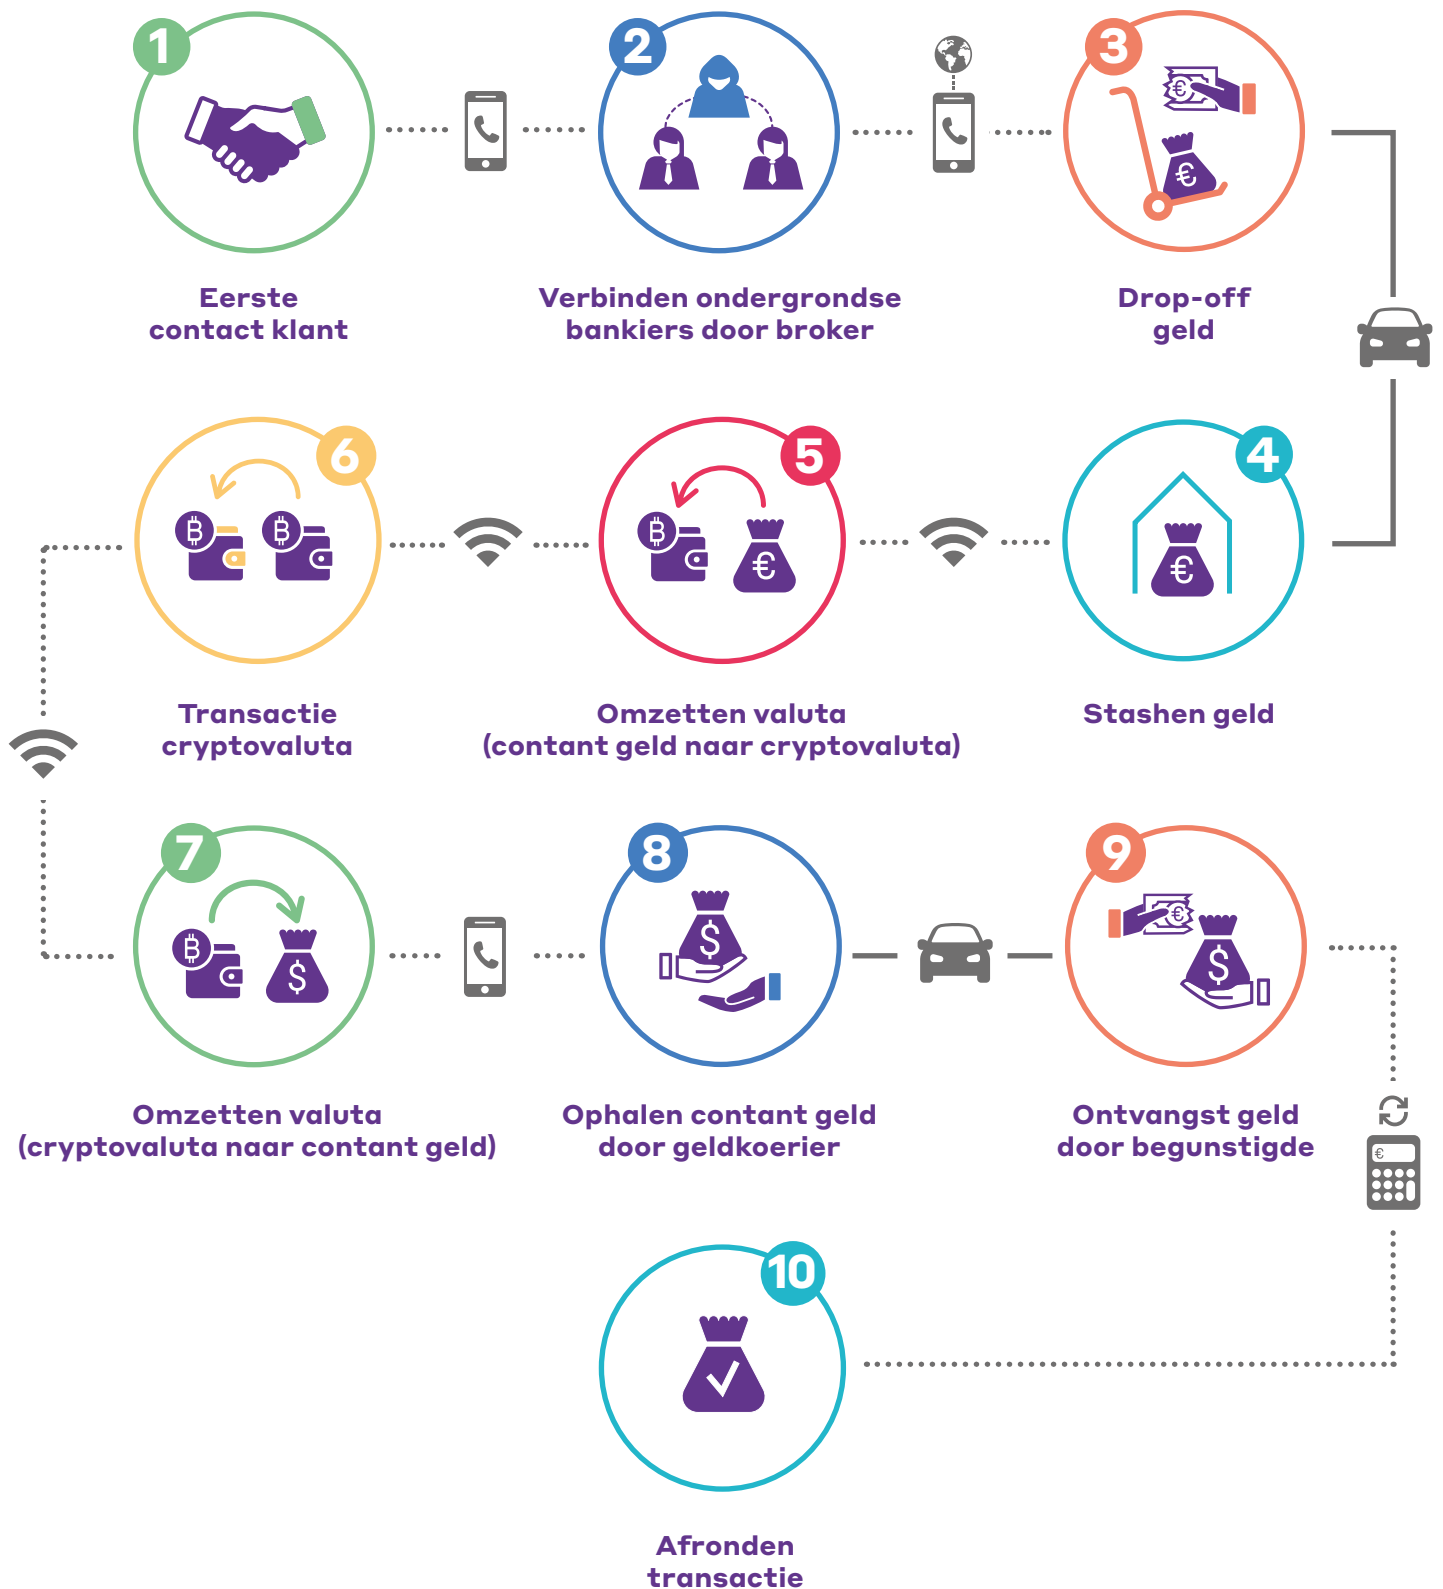 1
Eerste
contact klant
2
Verbinden ondergrondse
bankiers door broker
3
€
€
Drop-off
geld
4
€
Stashen geld
5
€
Omzetten valuta
(contant geld naar cryptovaluta)
6
Transactie
cryptovaluta
7
$
Omzetten valuta
(cryptovaluta naar contant geld)
8
$
Ophalen contant geld
door geldkoerier
9
€
$
Ontvangst geld
door begunstigde
€
10
Afronden
transactie